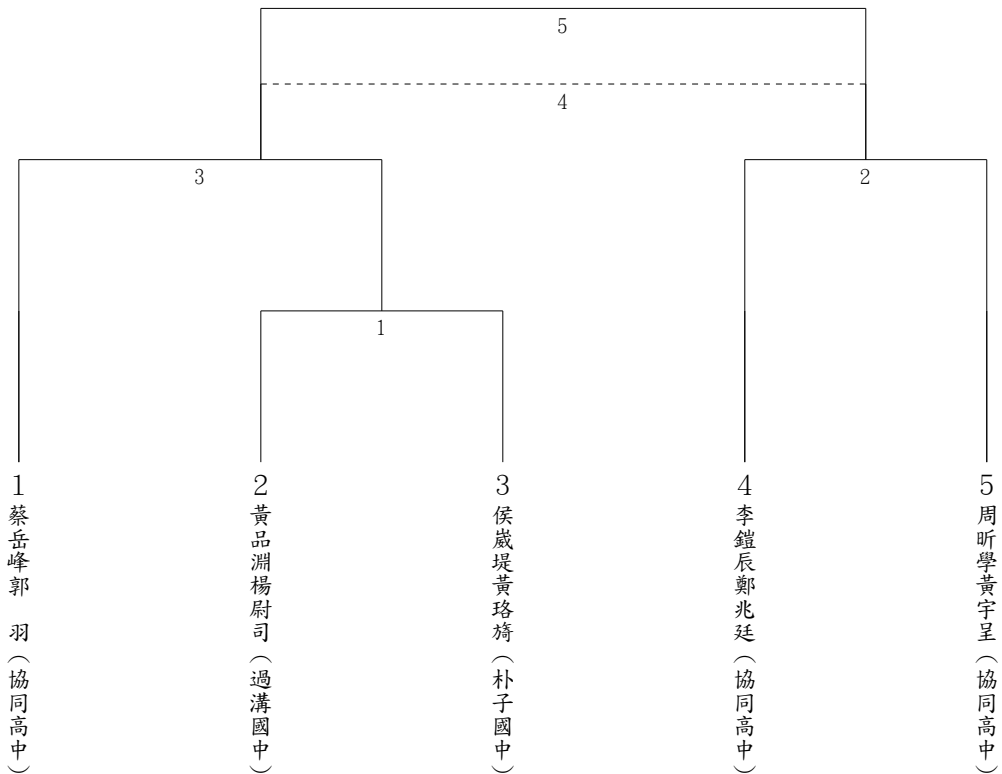 5
4
3
2
1
1
蔡岳峰郭　羽（協同高中）
2
黃品淵楊尉司（過溝國中）
3
侯崴堤黃珞旖（朴子國中）
4
李鎧辰鄭兆廷（協同高中）
5
周昕學黃宇呈（協同高中）